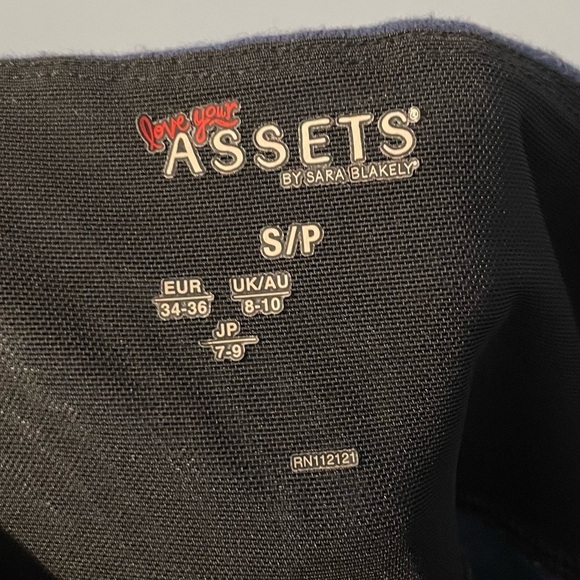 love your
ASSETS®
BY SARA BLAKELY®
S/P
EUR UK/AU
34-36 8-10
JP
7-9
RN112121